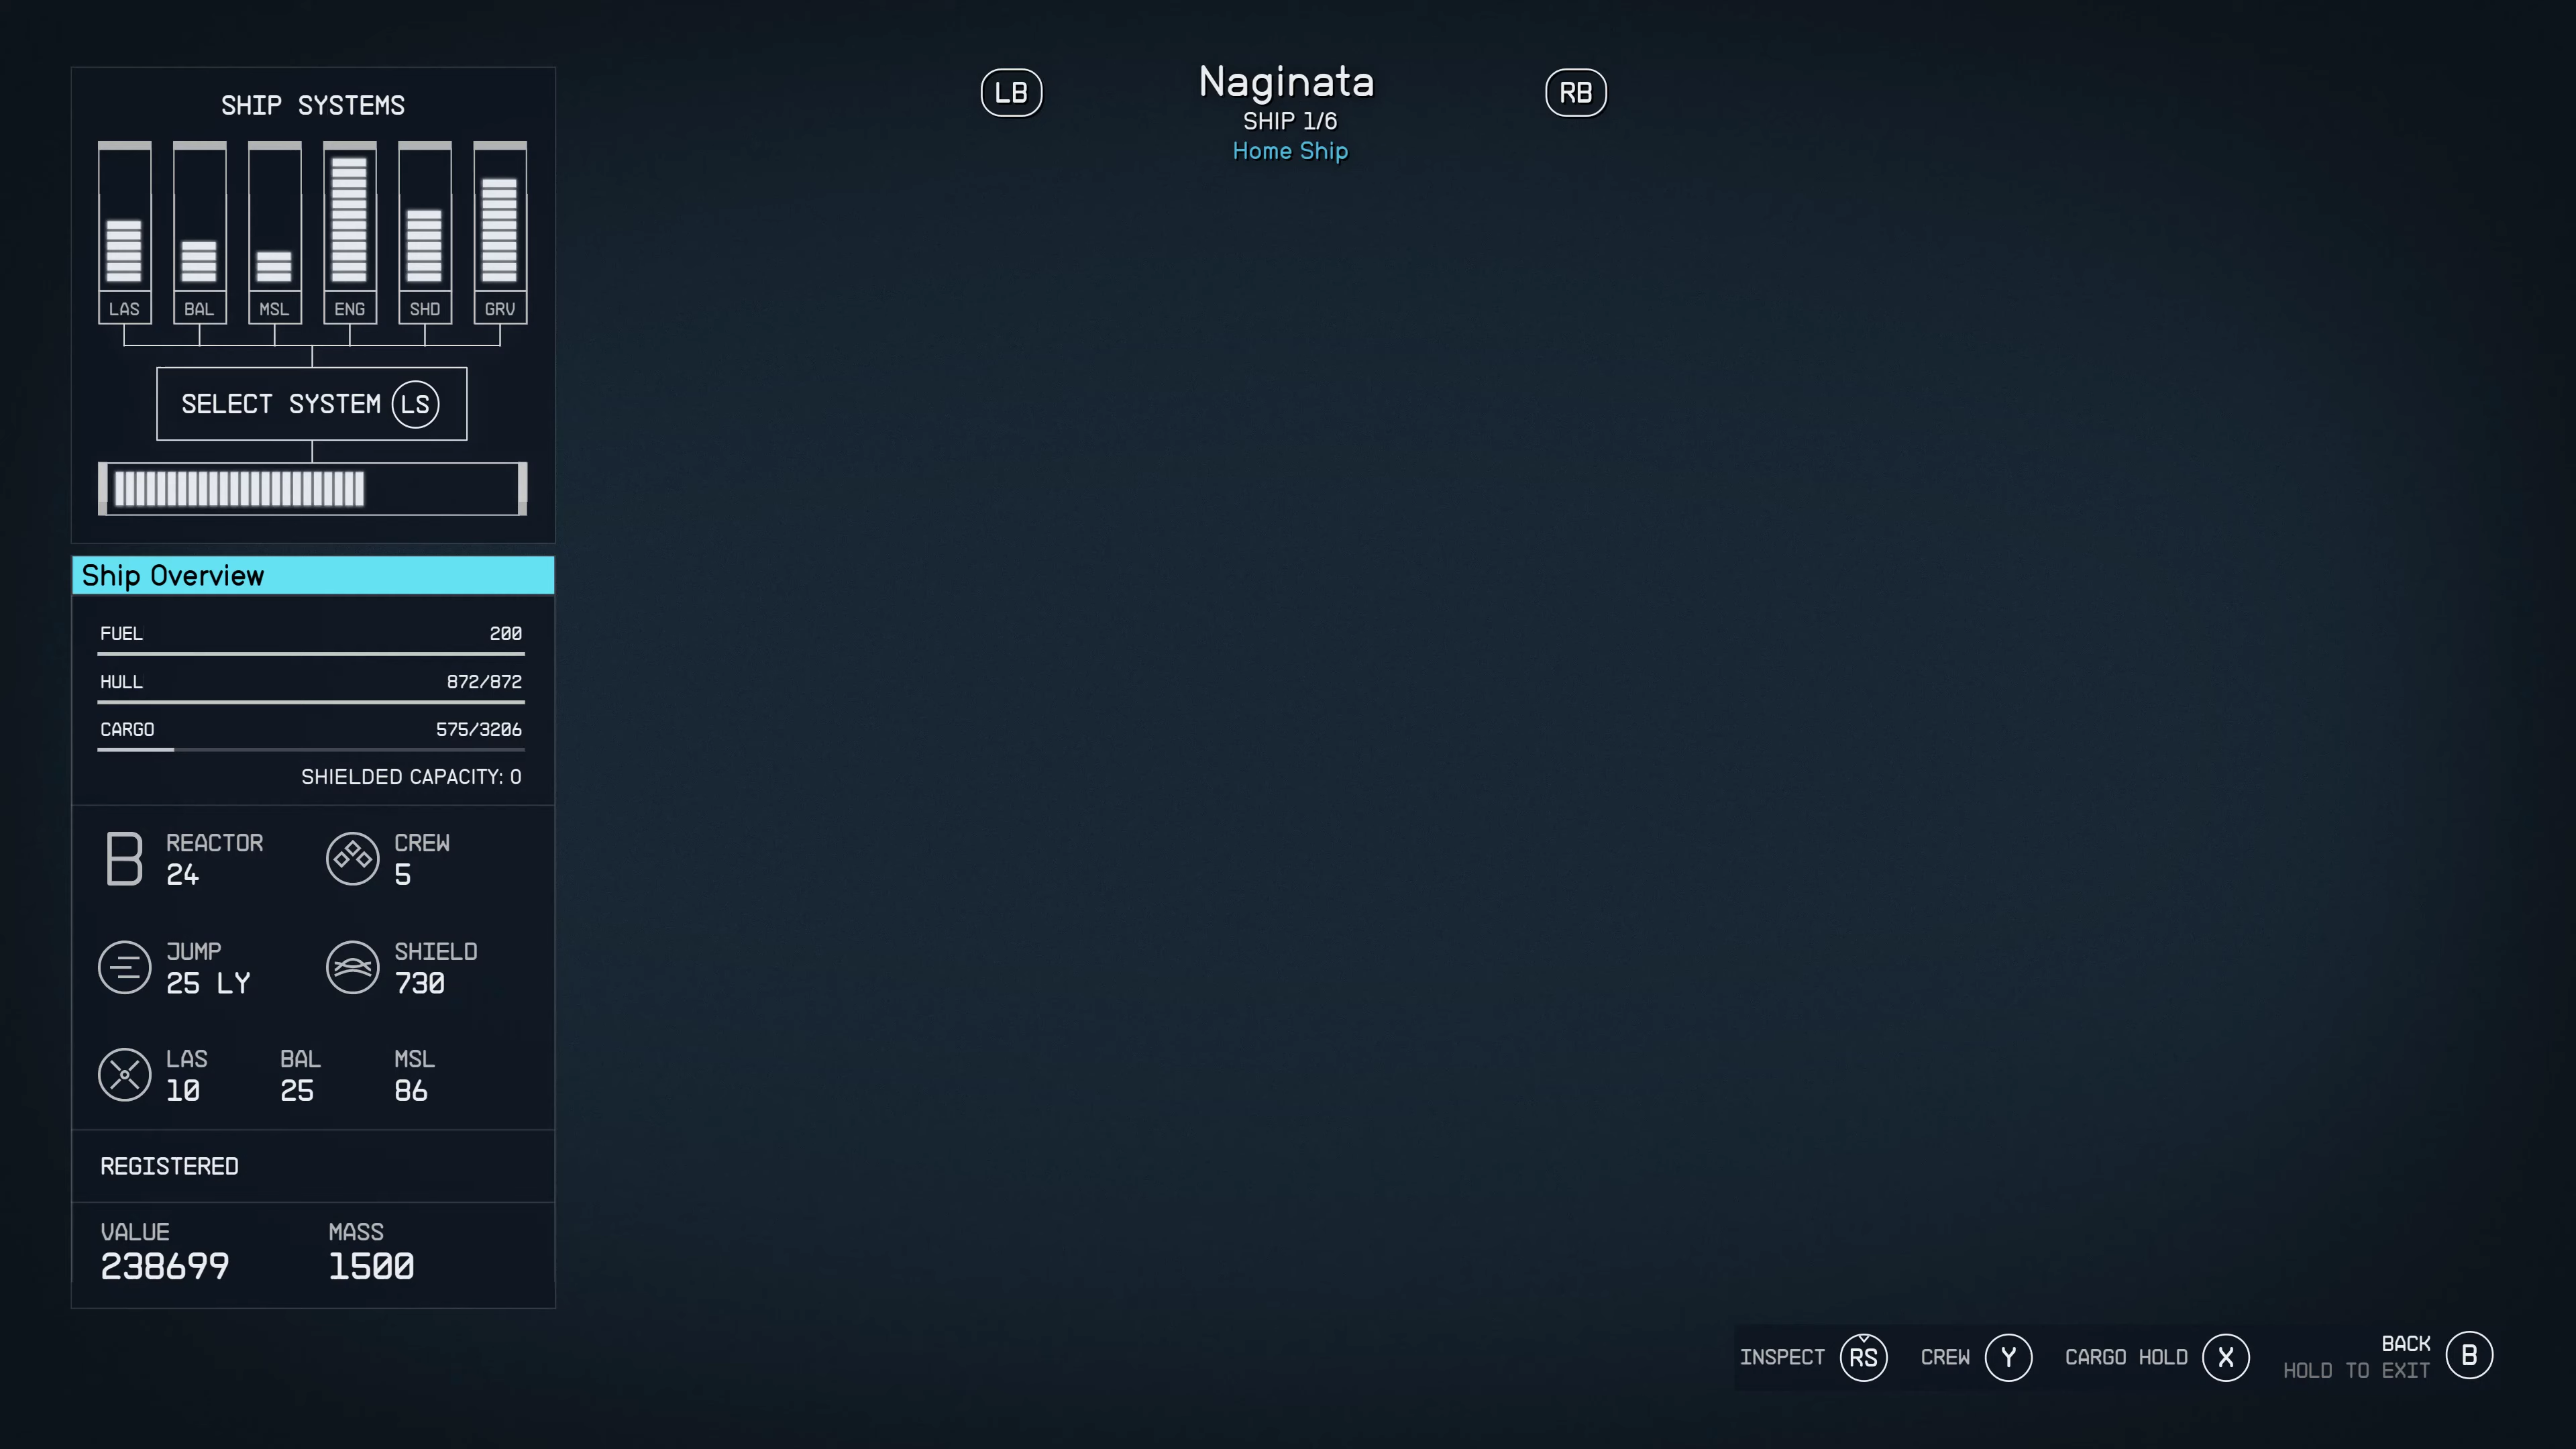 SHIP SYSTEMS
LAS BAL MSL ENG SHD GRV
SELECT SYSTEM LS
LB
Naginata
RB
SHIP 1/6
Home Ship
Ship Overview
FUEL 200
HULL 872/872
CARGO 575/3206
SHIELDED CAPACITY: 0
B REACTOR CREW
24 5
JUMP SHIELD
25 LY 730
LAS BAL MSL
10 25 86
REGISTERED
VALUE MASS
238699 1500
INSPECT RS CREW Y CARGO HOLD X BACK B
HOLD TO EXIT